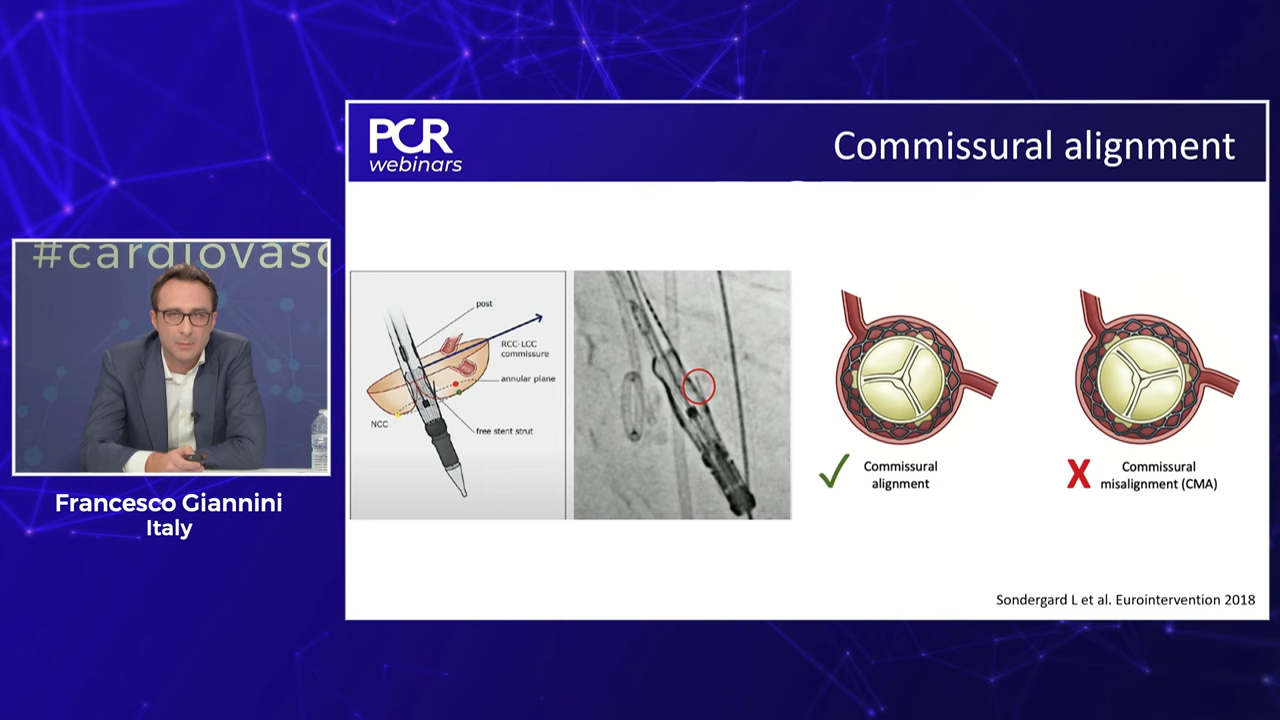 PCR
webinars
Commissural alignment
#cardiovasc
post
RCC-LCC
commissure
annular plane
NCC
free stent strut
Commissural
alignment
Commissural
misalignment (CMA)
Francesco Giannini
Italy
Sondergard L et al. Eurointervention 2018